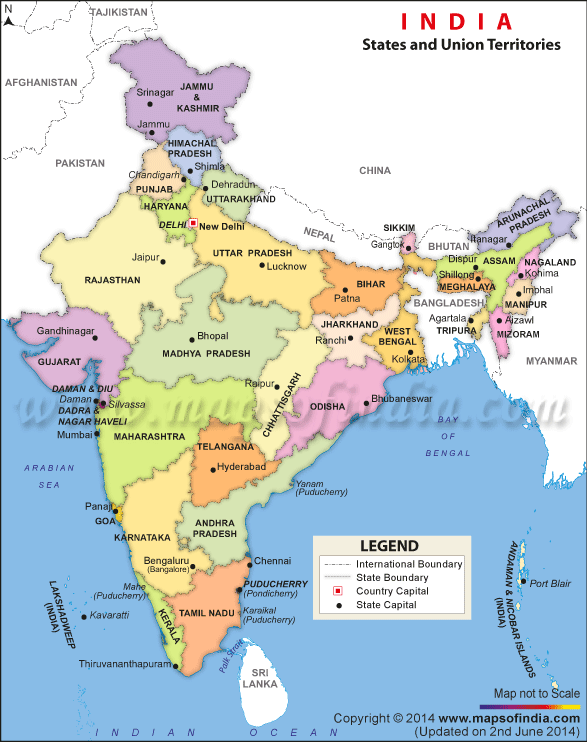 N
INDIA
States and Union Territories
TAJIKISTAN
AFGHANISTAN
PAKISTAN
CHINA
NEPAL
BHUTAN
BANGLADESH
MYANMAR
SRI
LANKA
JAMMU
&
KASHMIR
Srinagar
Jammu
HIMACHAL
PRADESH
Shimla
Chandigarh
PUNJAB
Dehradun
UTTARAKHAND
HARYANA
DELHI
New Delhi
RAJASTHAN
Jaipur
UTTAR PRADESH
Lucknow
BIHAR
Patna
SIKKIM
Gangtok
ARUNACHAL
PRADESH
Itanagar
ASSAM
Dispur
NAGALAND
Kohima
Shillong
MEGHALAYA
Imphal
MANIPUR
Agartala
TRIPURA
Aizawl
MIZORAM
WEST
BENGAL
Kolkata
JHARKHAND
Ranchi
Gandhinagar
GUJARAT
Bhopal
MADHYA PRADESH
Raipur
CHHATTISGARH
ODISHA
Bhubaneswar
DAMAN & DIU
Daman
DADRA &
NAGAR HAVELI
Silvassa
Mumbai
MAHARASHTRA
TELANGANA
Hyderabad
Yanam
(Puducherry)
Panaji
GOA
KARNATAKA
ANDHRA
PRADESH
Bengaluru
(Bangalore)
Chennai
Mahe
(Puducherry)
PUDUCHERRY
(Pondicherry)
TAMIL NADU
Karaikal
(Puducherry)
KERALA
Thiruvananthapuram
LAKSHADWEEP
(INDIA)
Kavaratti
ANDAMAN & NICOBAR ISLANDS
(INDIA)
Port Blair
ARABIAN
SEA
BAY
OF
BENGAL
Palk Strait
INDIAN OCEAN
www.mapsofindia.com
LEGEND
International Boundary
State Boundary
Country Capital
State Capital
Map not to Scale
Copyright © 2014 www.mapsofindia.com
(Updated on 2nd June 2014)